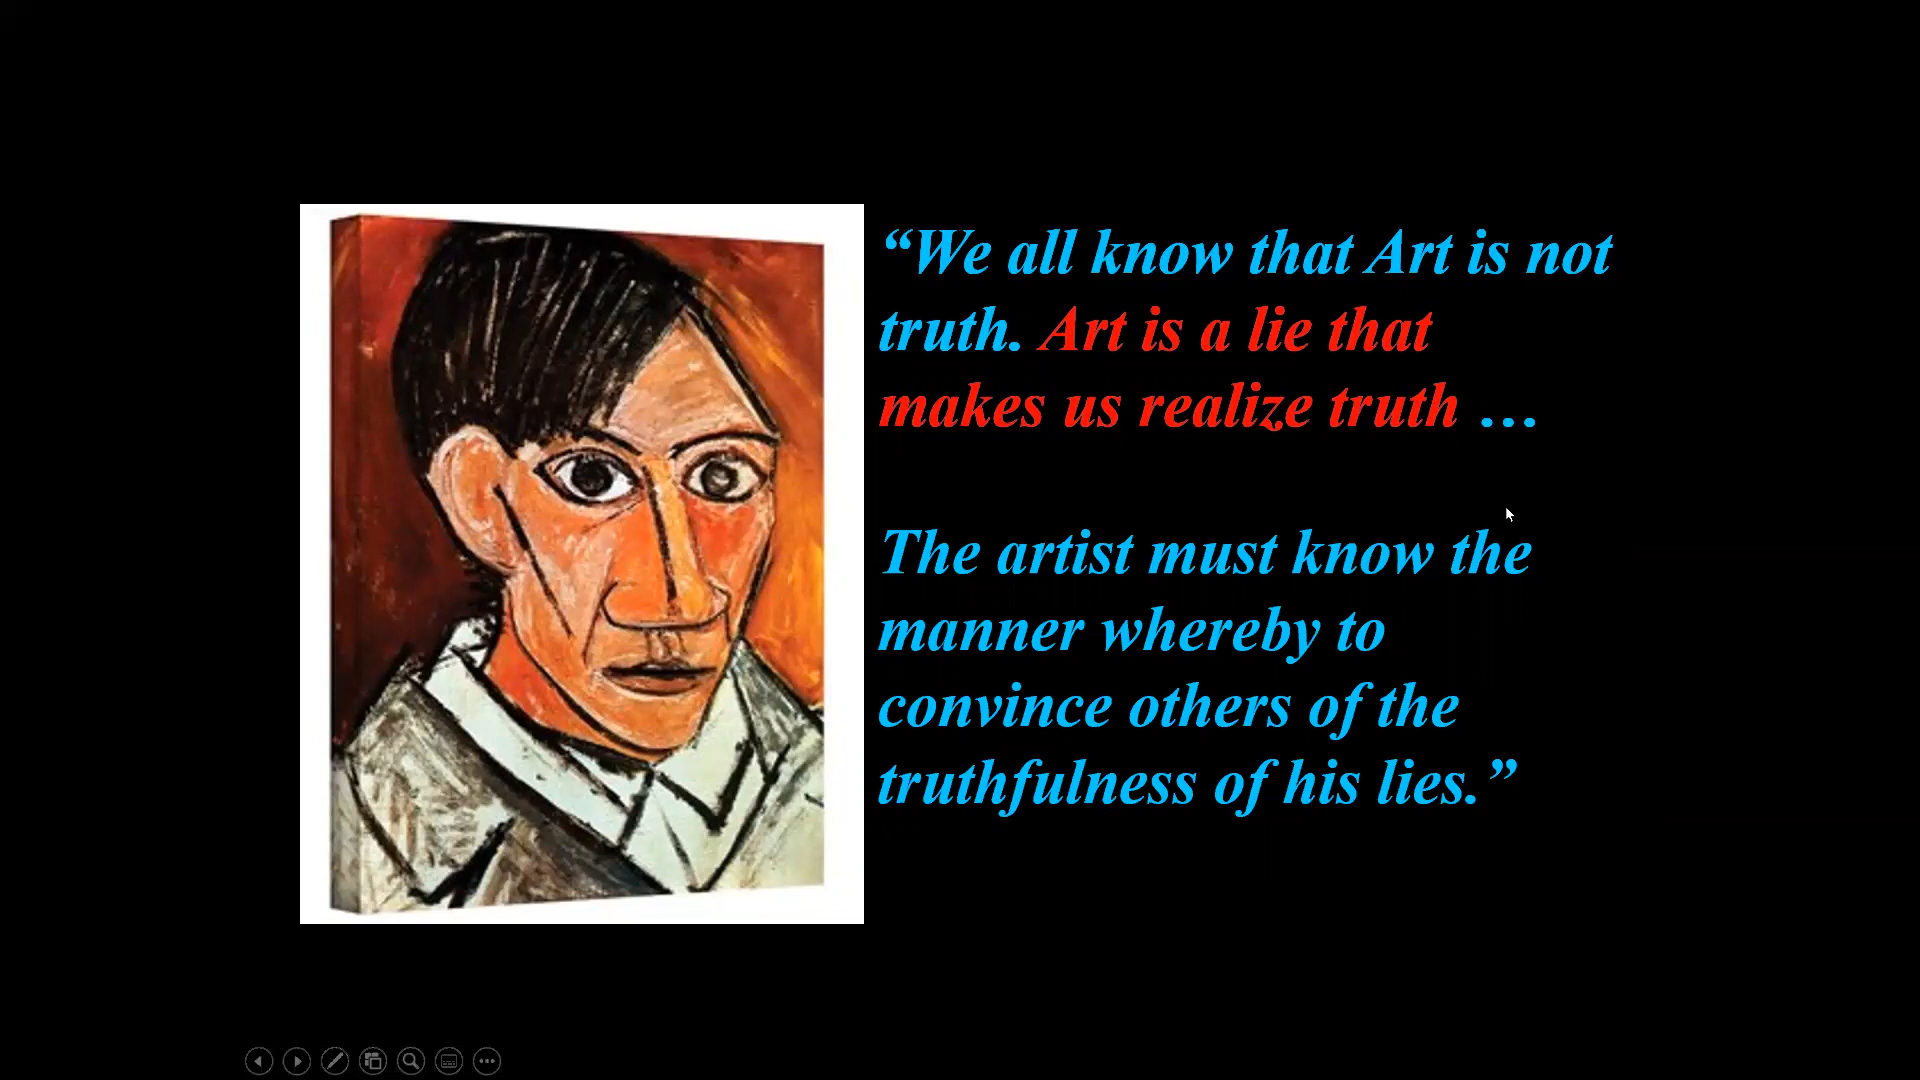 “We all know that Art is not
truth. Art is a lie that
makes us realize truth …
The artist must know the
manner whereby to
convince others of the
truthfulness of his lies.”